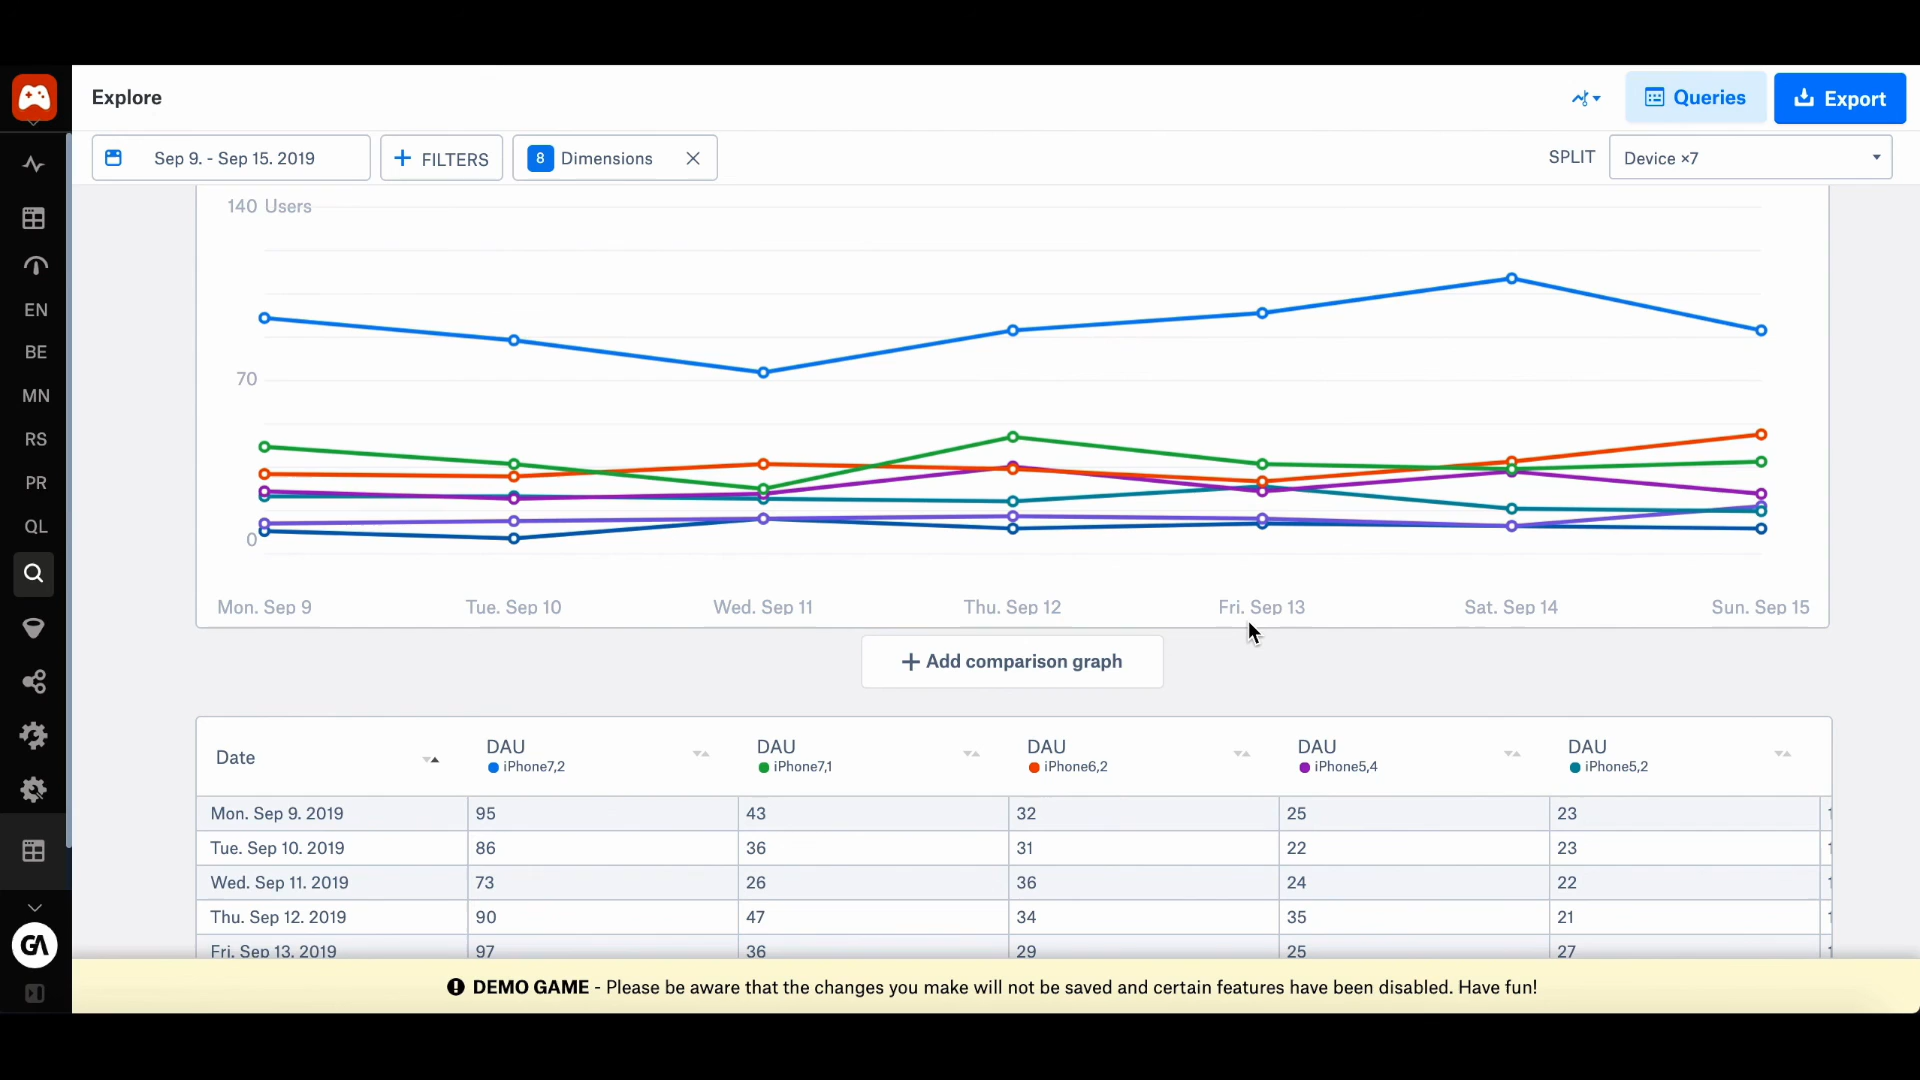 Explore
Queries
Export
Sep 9. - Sep 15. 2019
+ FILTERS
8 Dimensions
SPLIT
Device ×7
EN
BE
MN
RS
PR
QL
GA
140 Users
70
0
Mon. Sep 9 Tue. Sep 10 Wed. Sep 11 Thu. Sep 12 Fri. Sep 13 Sat. Sep 14 Sun. Sep 15
+ Add comparison graph
Date DAU iPhone7,2 DAU iPhone7,1 DAU iPhone6,2 DAU iPhone5,4 DAU iPhone5,2
Mon. Sep 9. 2019 95 43 32 25 23
Tue. Sep 10. 2019 86 36 31 22 23
Wed. Sep 11. 2019 73 26 36 24 22
Thu. Sep 12. 2019 90 47 34 35 21
Fri. Sep 13. 2019 97 36 29 25 27
DEMO GAME - Please be aware that the changes you make will not be saved and certain features have been disabled. Have fun!